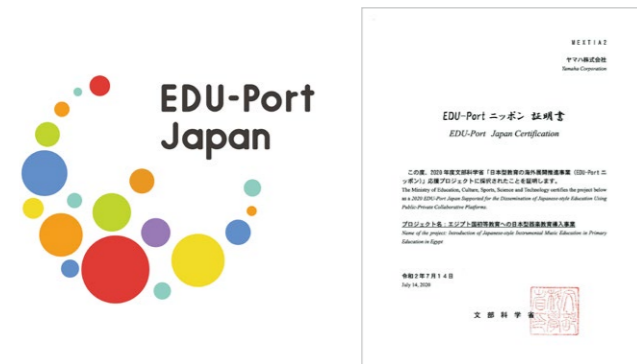 EDU-Port
Japan
MEXT1A2
ヤマハ株式会社
Yamaha Corporation
EDU-Port ニッポン 証明書
EDU-Port Japan Certification
この度、2020 年度文部科学省「日本型教育の海外展開推進事業（EDU-Port ニ
ッポン）」応援プロジェクトに採択されたことを証明します。
The Ministry of Education, Culture, Sports, Science and Technology certifies the project below
as a 2020 EDU-Port Japan Supported for the Dissemination of Japanese-style Education Using
Public-Private Collaborative Platforms.
プロジェクト名：エジプト国初等教育への日本型器楽教育導入事業
Name of the project: Introduction of Japanese-style Instrumental Music Education in Primary
Education in Egypt
令和2年7月14日
July 14, 2020
文部科学省